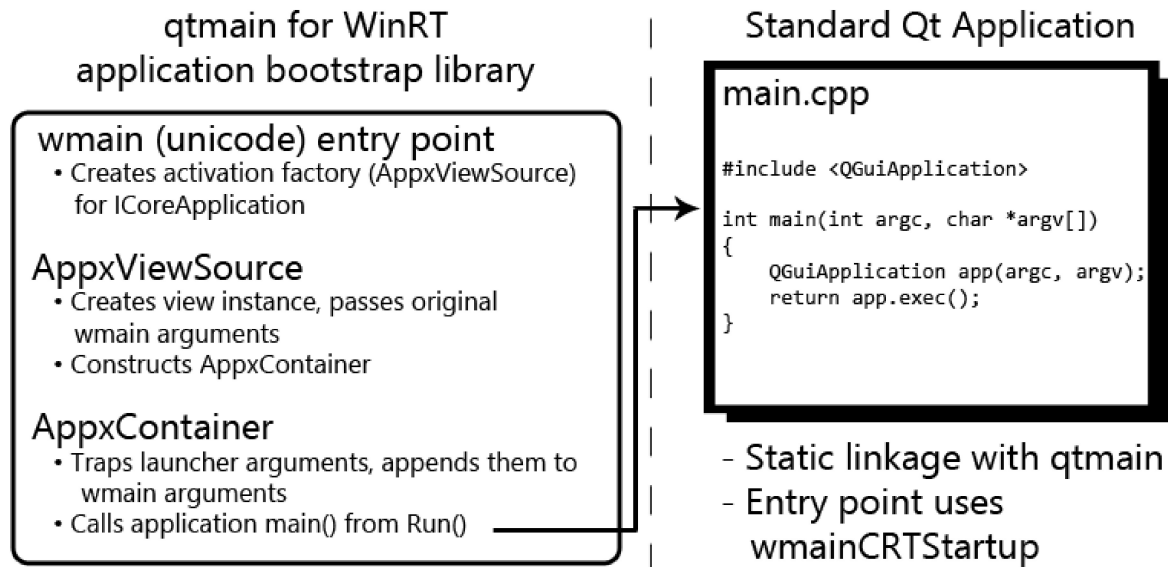 qtmain for WinRT
application bootstrap library
wmain (unicode) entry point
• Creates activation factory (AppxViewSource)
for ICoreApplication
AppxViewSource
• Creates view instance, passes original
wmain arguments
• Constructs AppxContainer
AppxContainer
• Traps launcher arguments, appends them to
wmain arguments
• Calls application main() from Run()
Standard Qt Application
main.cpp
#include <QGuiApplication>
int main(int argc, char *argv[])
{
QGuiApplication app(argc, argv);
return app.exec();
}
- Static linkage with qtmain
- Entry point uses
wmainCRTStartup